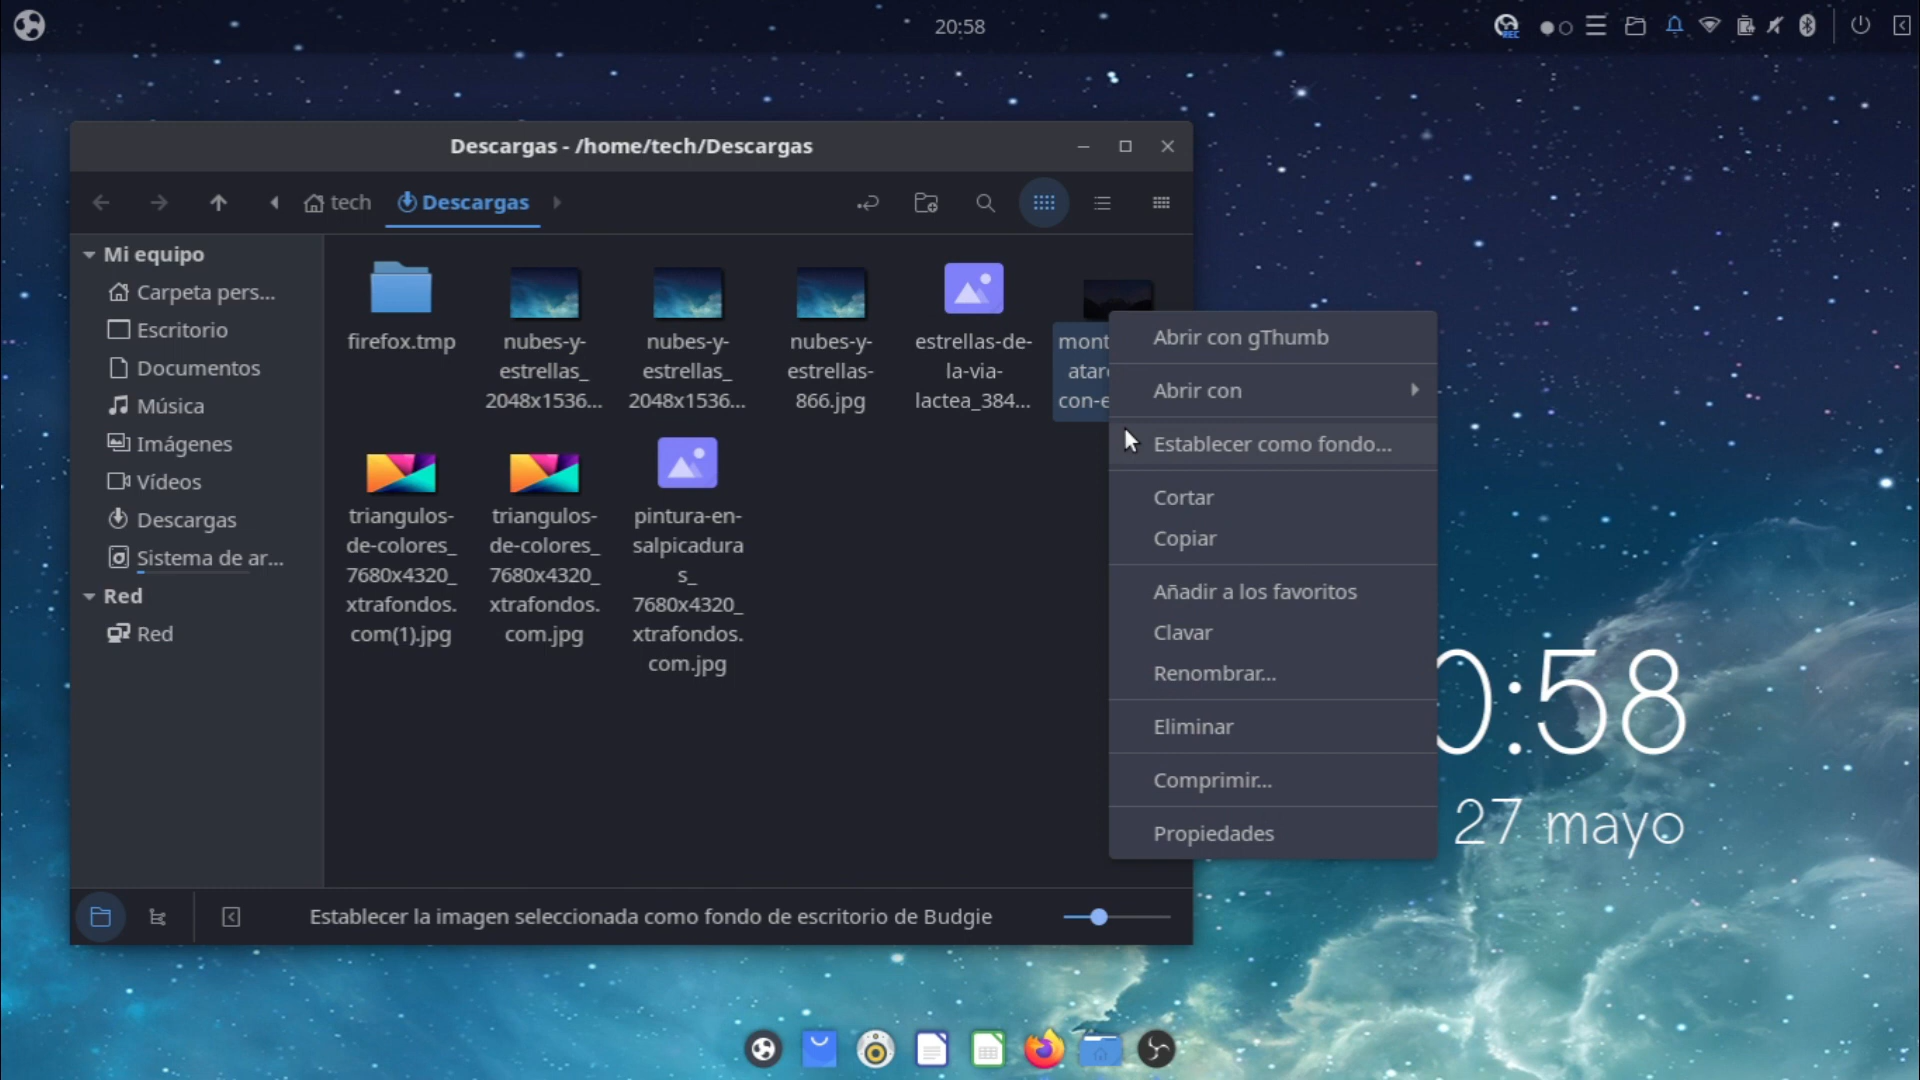 20:58
REC
Descargas - /home/tech/Descargas
tech
Descargas
Mi equipo
Carpeta pers...
Escritorio
Documentos
Música
Imágenes
Vídeos
Descargas
Sistema de ar...
Red
Red
firefox.tmp
nubes-y-
estrellas_
2048x1536...
nubes-y-
estrellas_
2048x1536...
nubes-y-
estrellas-
866.jpg
estrellas-de-
la-via-
lactea_384...
mont
atar
con-e
triangulos-
de-colores_
7680x4320_
xtrafondos.
com(1).jpg
triangulos-
de-colores_
7680x4320_
xtrafondos.
com.jpg
pintura-en-
salpicadura
s_
7680x4320_
xtrafondos.
com.jpg
Abrir con gThumb
Abrir con
Establecer como fondo...
Cortar
Copiar
Añadir a los favoritos
Clavar
Renombrar...
Eliminar
Comprimir...
Propiedades
0:58
27 mayo
Establecer la imagen seleccionada como fondo de escritorio de Budgie